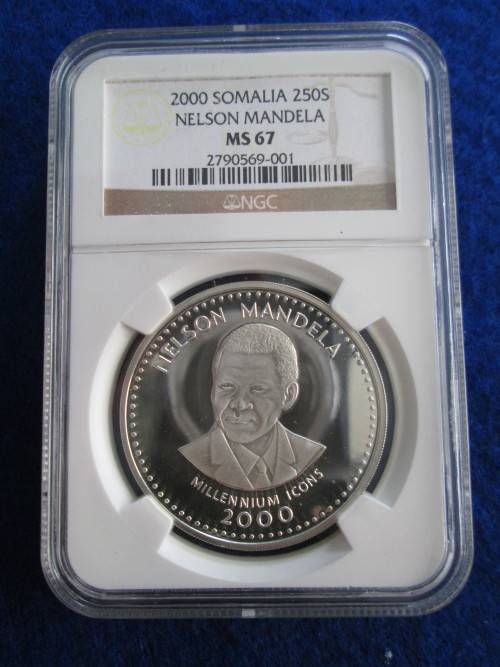 2000 SOMALIA 250S
NELSON MANDELA
MS 67
2790569-001
NGC
NELSON MANDELA
MILLENNIUM ICONS
2000